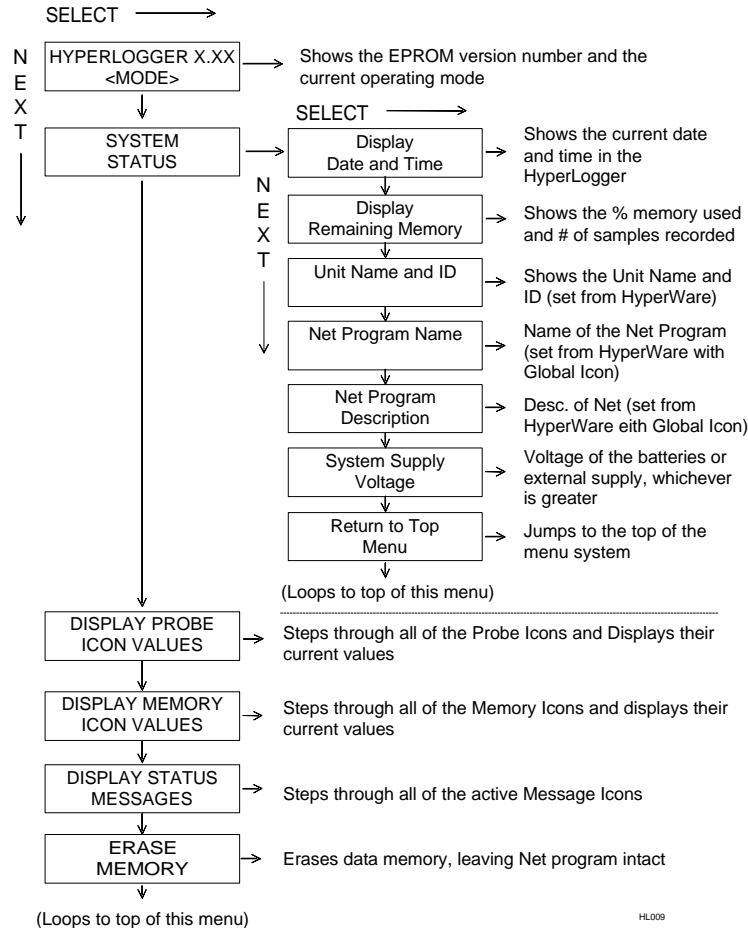 SELECT
NEXT
HYPERLOGGER X.XX
<MODE>
Shows the EPROM version number and the
current operating mode
SYSTEM
STATUS
SELECT
NEXT
Display
Date and Time
Shows the current date
and time in the
HyperLogger
Display
Remaining Memory
Shows the % memory used
and # of samples recorded
Unit Name and ID
Shows the Unit Name and
ID (set from HyperWare)
Net Program Name
Name of the Net Program
(set from HyperWare with
Global Icon)
Net Program
Description
Desc. of Net (set from
HyperWare eith Global Icon)
System Supply
Voltage
Voltage of the batteries or
external supply, whichever
is greater
Return to Top
Menu
Jumps to the top of the
menu system
(Loops to top of this menu)
DISPLAY PROBE
ICON VALUES
Steps through all of the Probe Icons and Displays their
current values
DISPLAY MEMORY
ICON VALUES
Steps through all of the Memory Icons and displays their
current values
DISPLAY STATUS
MESSAGES
Steps through all of the active Message Icons
ERASE
MEMORY
Erases data memory, leaving Net program intact
(Loops to top of this menu)
HL009